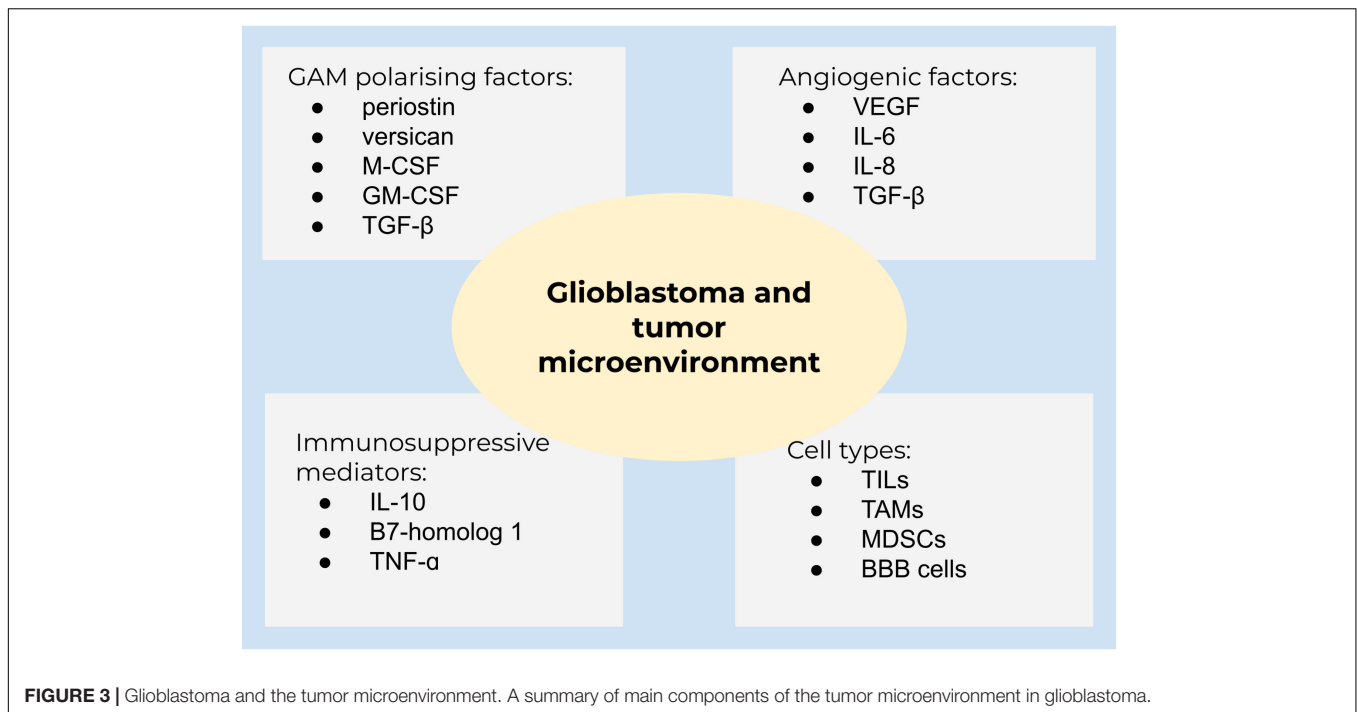 GAM polarising factors:
● periostin
● versican
● M-CSF
● GM-CSF
● TGF-β
Angiogenic factors:
● VEGF
● IL-6
● IL-8
● TGF-β
Glioblastoma and
tumor
microenvironment
Immunosuppressive
mediators:
● IL-10
● B7-homolog 1
● TNF-α
Cell types:
● TILs
● TAMs
● MDSCs
● BBB cells
FIGURE 3 | Glioblastoma and the tumor microenvironment. A summary of main components of the tumor microenvironment in glioblastoma.